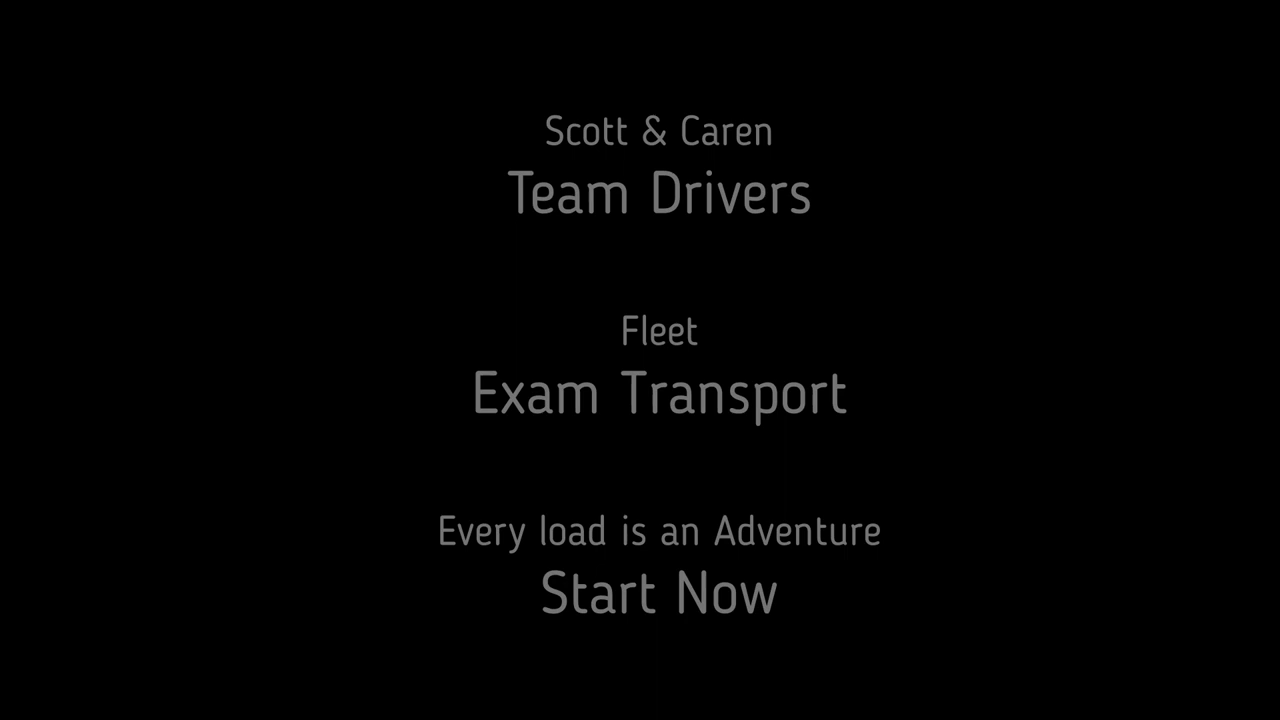 Scott & Caren
Team Drivers
Fleet
Exam Transport
Every load is an Adventure
Start Now